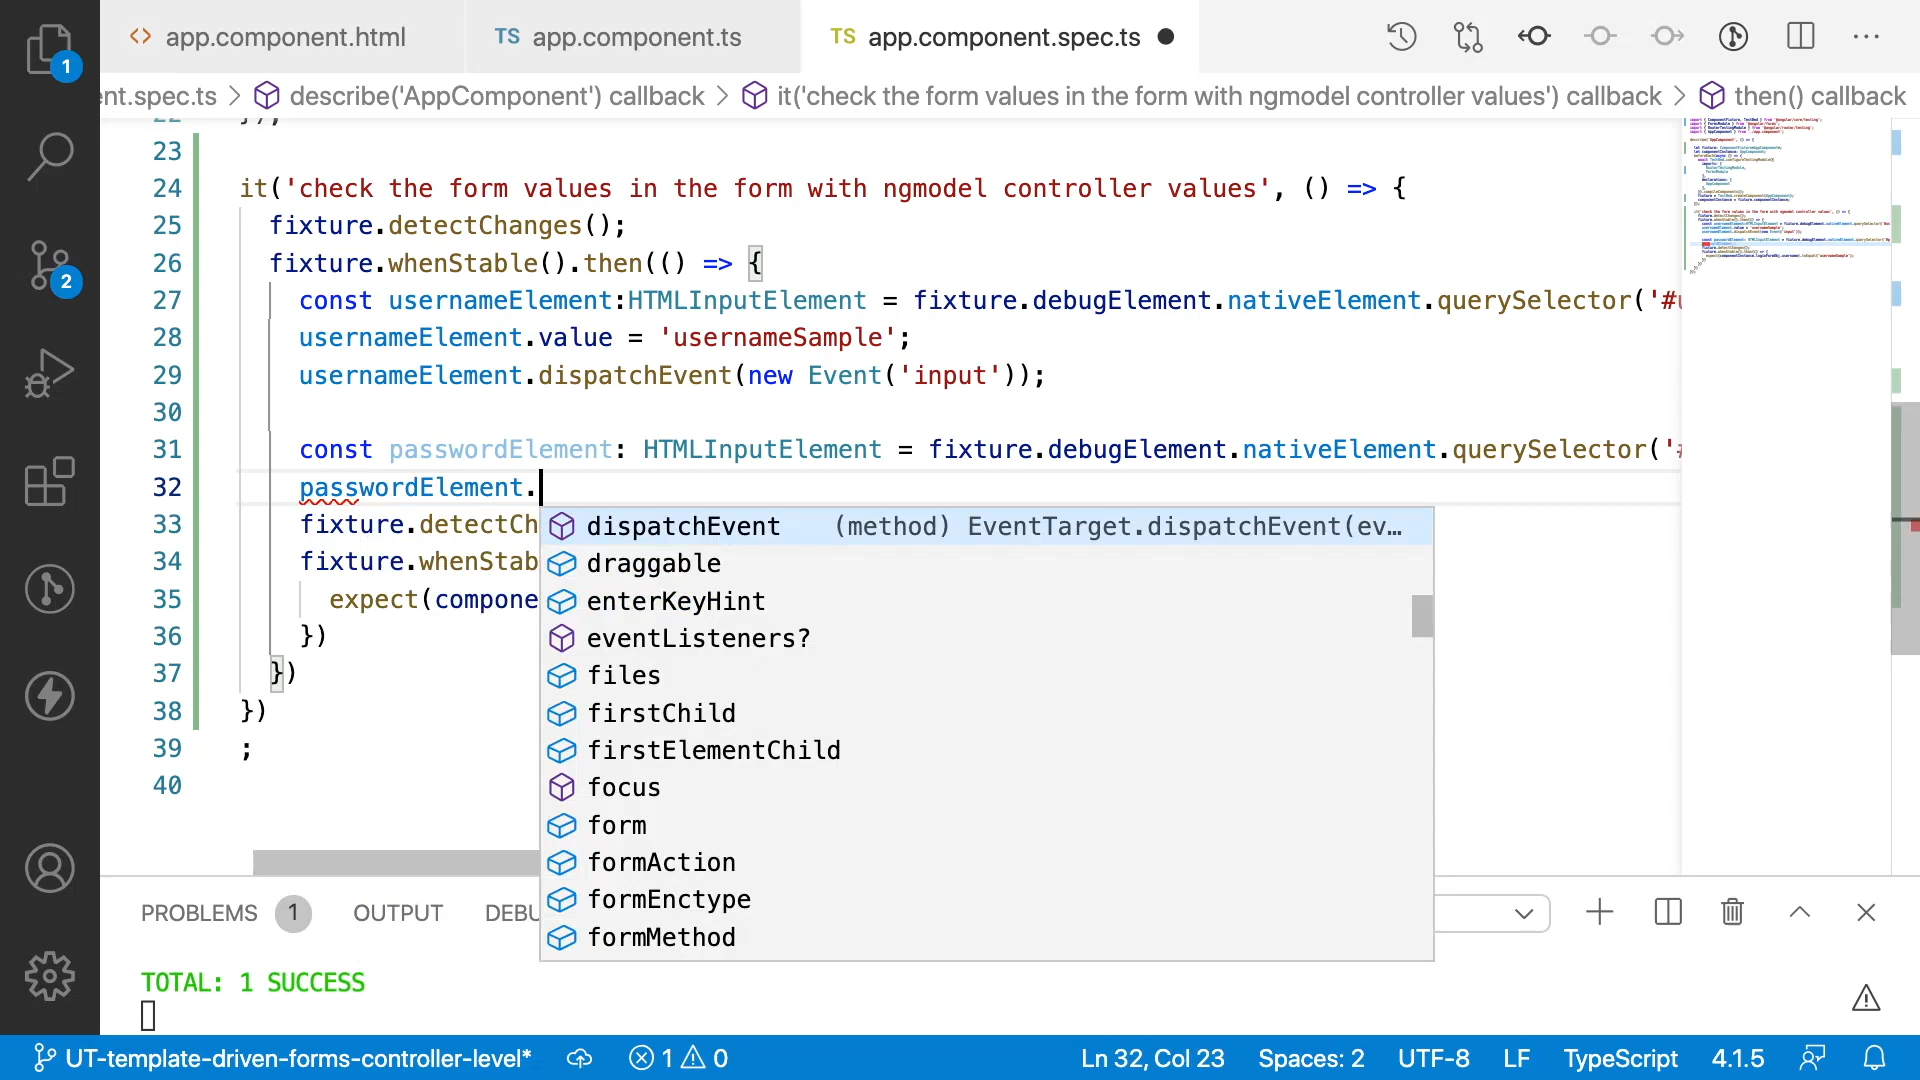 1
<> app.component.html
TS app.component.ts
TS app.component.spec.ts
ent.spec.ts > describe('AppComponent') callback > it('check the form values in the form with ngmodel controller values') callback > then() callback
22 });
23
24 it('check the form values in the form with ngmodel controller values', () => {
25 fixture.detectChanges();
26 fixture.whenStable().then(() => {
27 const usernameElement:HTMLInputElement = fixture.debugElement.nativeElement.querySelector('#u
28 usernameElement.value = 'usernameSample';
29 usernameElement.dispatchEvent(new Event('input'));
30
31 const passwordElement: HTMLInputElement = fixture.debugElement.nativeElement.querySelector('#
32 passwordElement.
33 fixture.detectCh
34 fixture.whenStab
35 expect(compone
36 })
37 })
38 })
39 ;
40
2
dispatchEvent (method) EventTarget.dispatchEvent(ev…
draggable
enterKeyHint
eventListeners?
files
firstChild
firstElementChild
focus
form
formAction
formEnctype
formMethod
PROBLEMS 1 OUTPUT DEBU
TOTAL: 1 SUCCESS
UT-template-driven-forms-controller-level* 1 0 Ln 32, Col 23 Spaces: 2 UTF-8 LF TypeScript 4.1.5